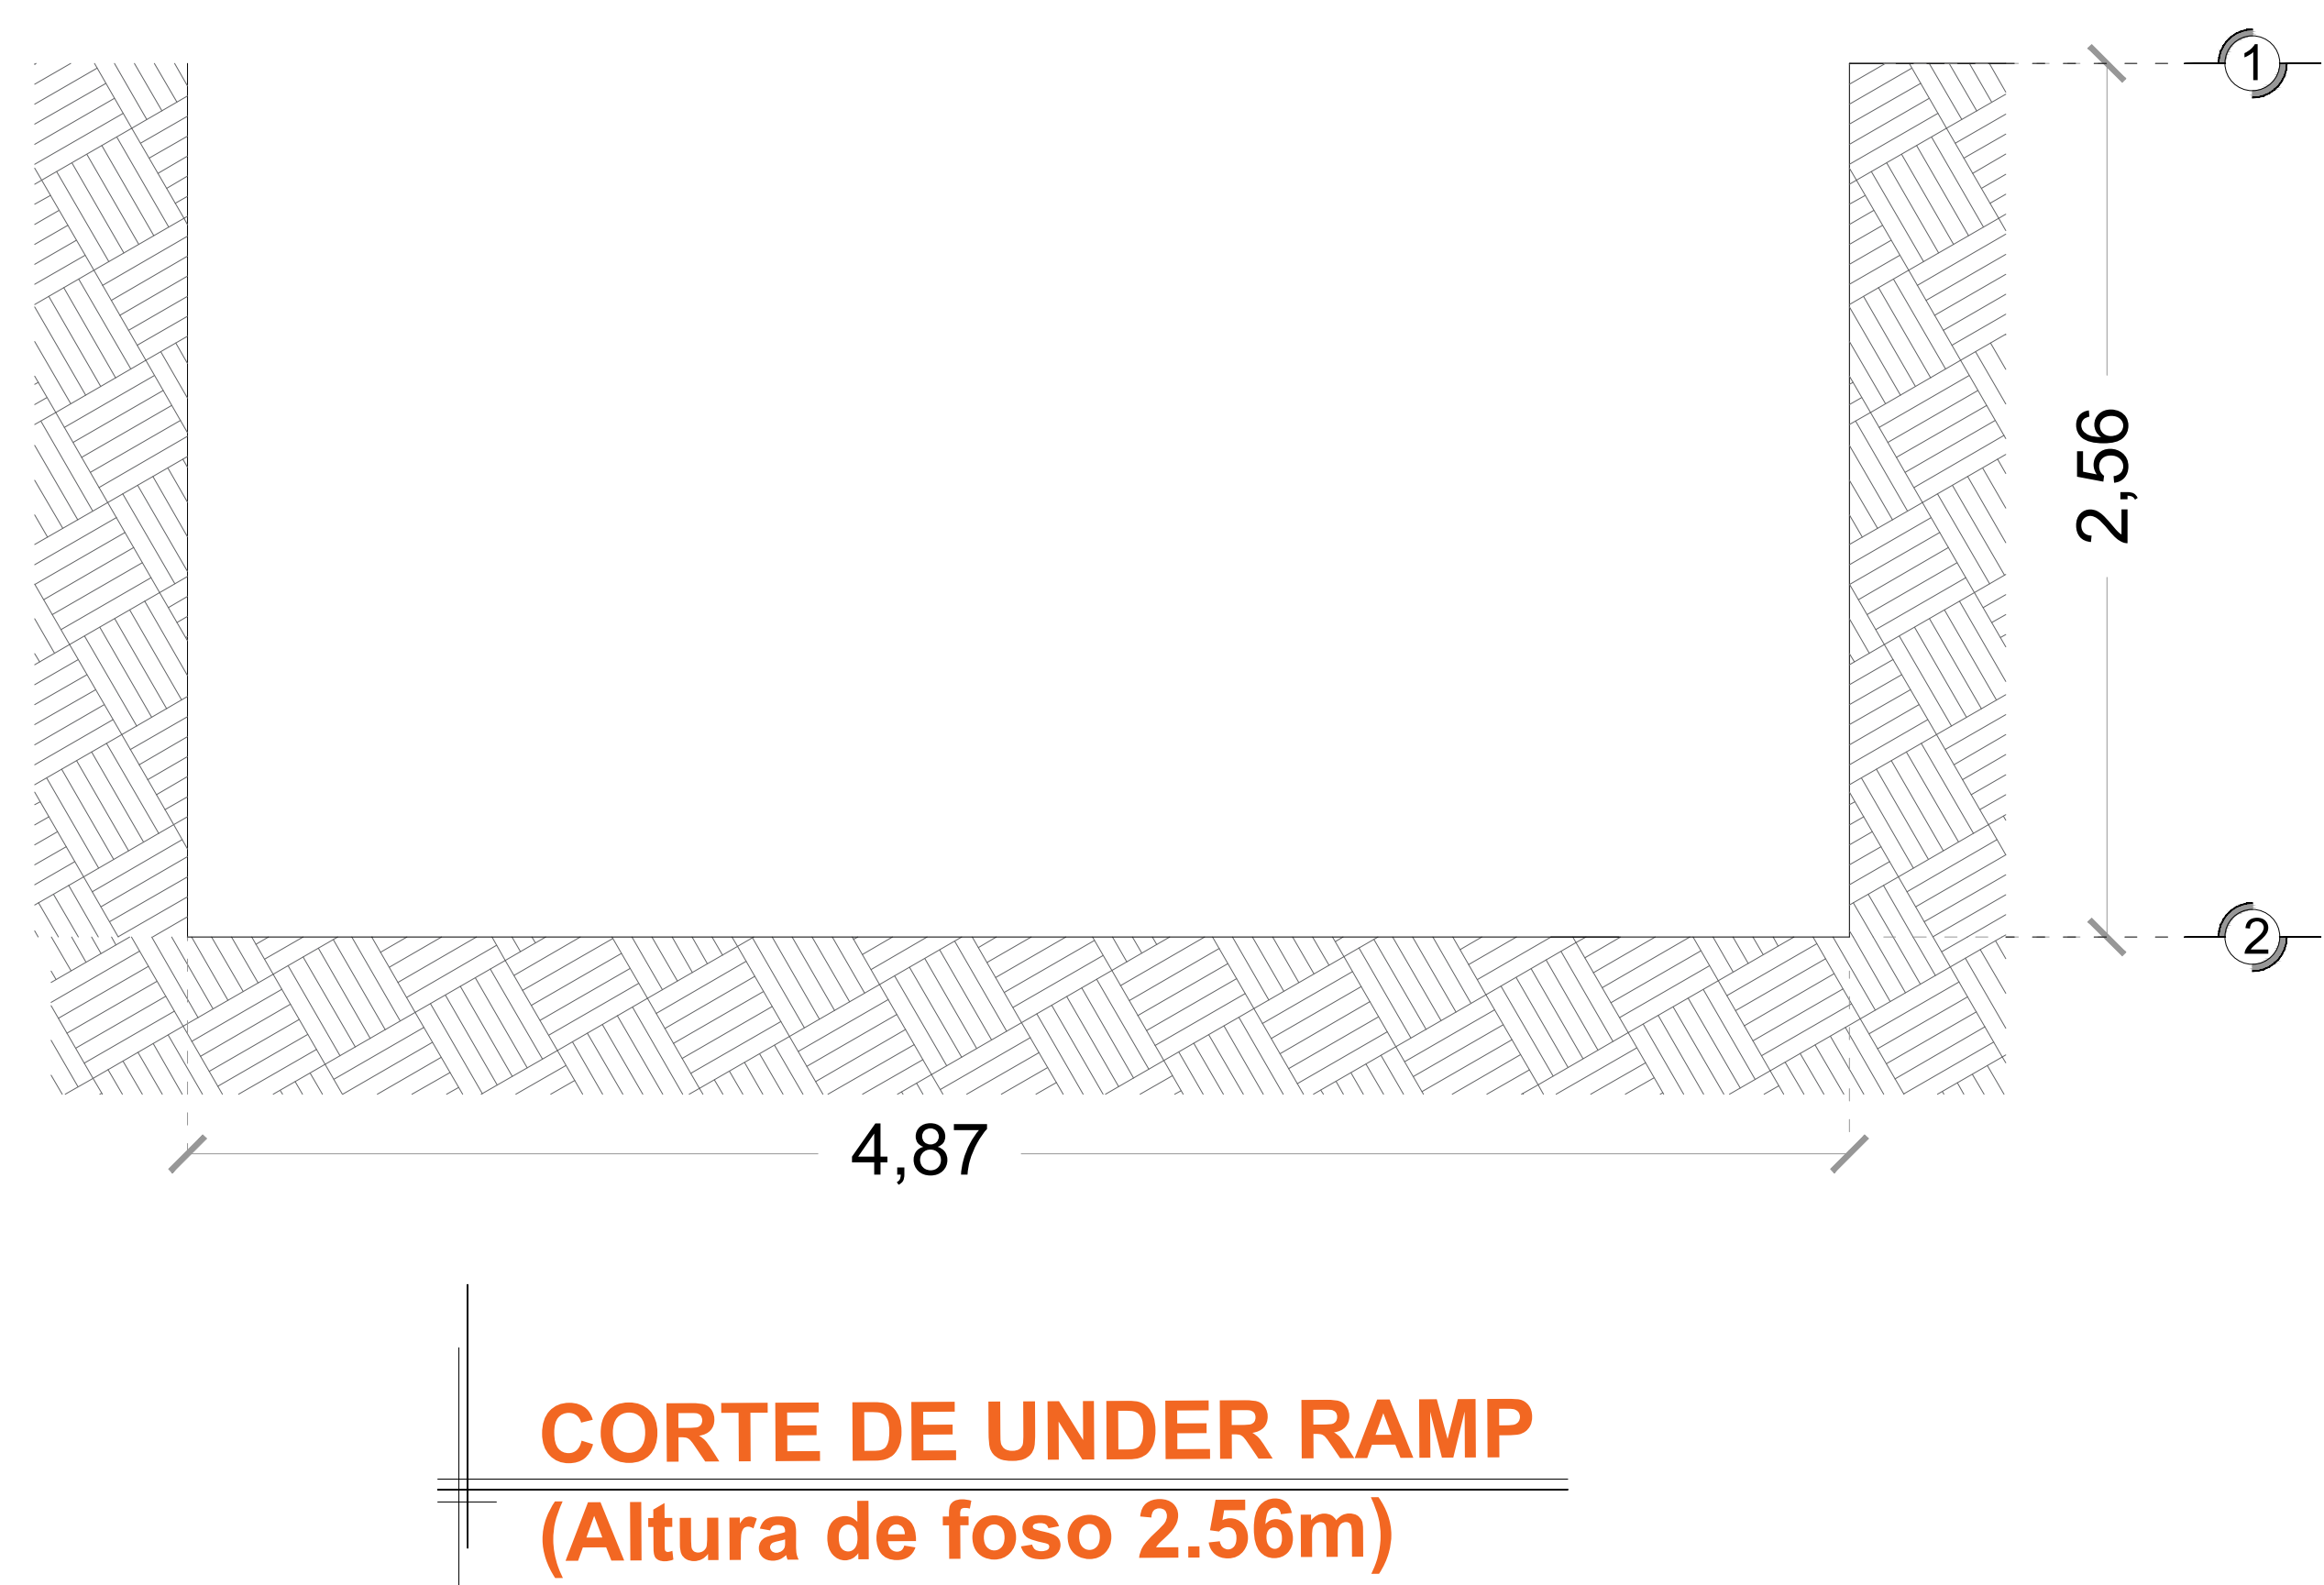 1
2,56
2
4,87
CORTE DE UNDER RAMP
(Altura de foso 2.56m)